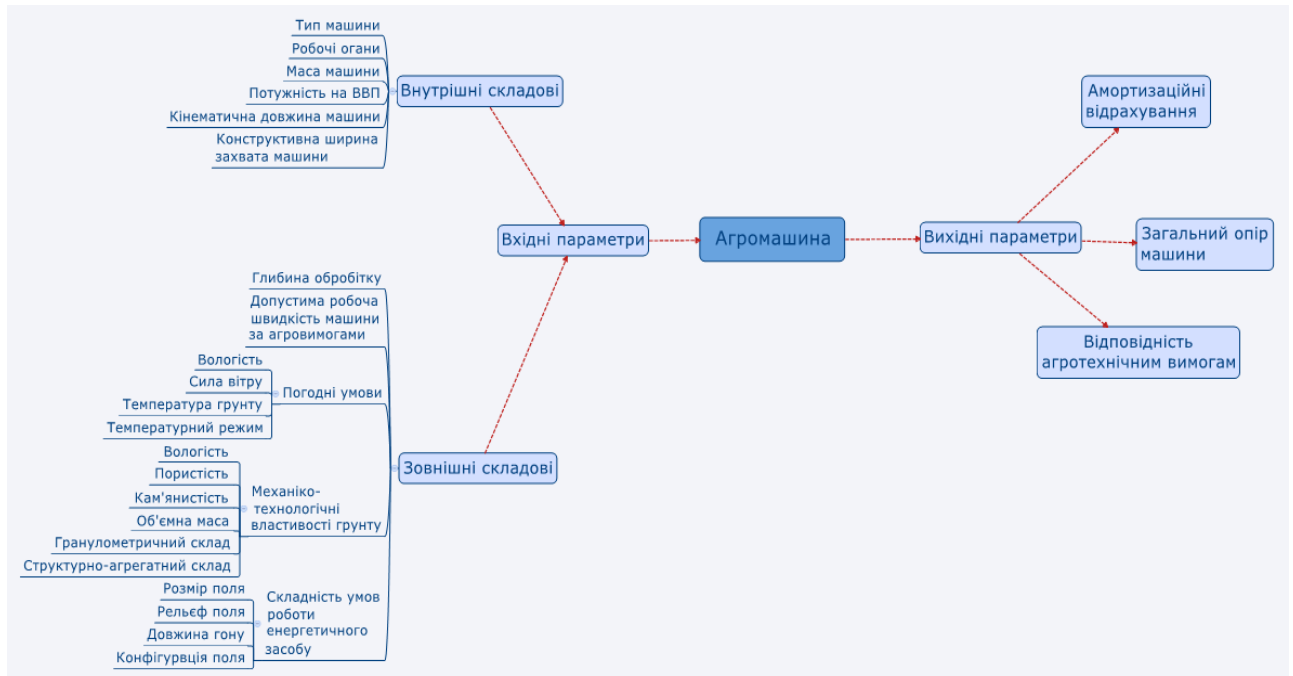 Тип машини
Робочі огани
Маса машини
Потужність на ВВП
Кінематична довжина машини
Конструктивна ширина
захвата машини
Внутрішні складові
Вхідні параметри
Глибина обробітку
Допустима робоча
швидкість машини
за агровимогами
Вологість
Сила вітру
Температура грунту
Температурний режим
Погодні умови
Вологість
Пористість
Кам'янистість
Об'ємна маса
Гранулометричний склад
Структурно-агрегатний склад
Механіко-
технологічні
властивості грунту
Розмір поля
Рельєф поля
Довжина гону
Конфігурвція поля
Складність умов
роботи
енергетичного
засобу
Зовнішні складові
Агромашина
Вихідні параметри
Амортизаційні
відрахування
Загальний опір
машини
Відповідність
агротехнічним вимогам